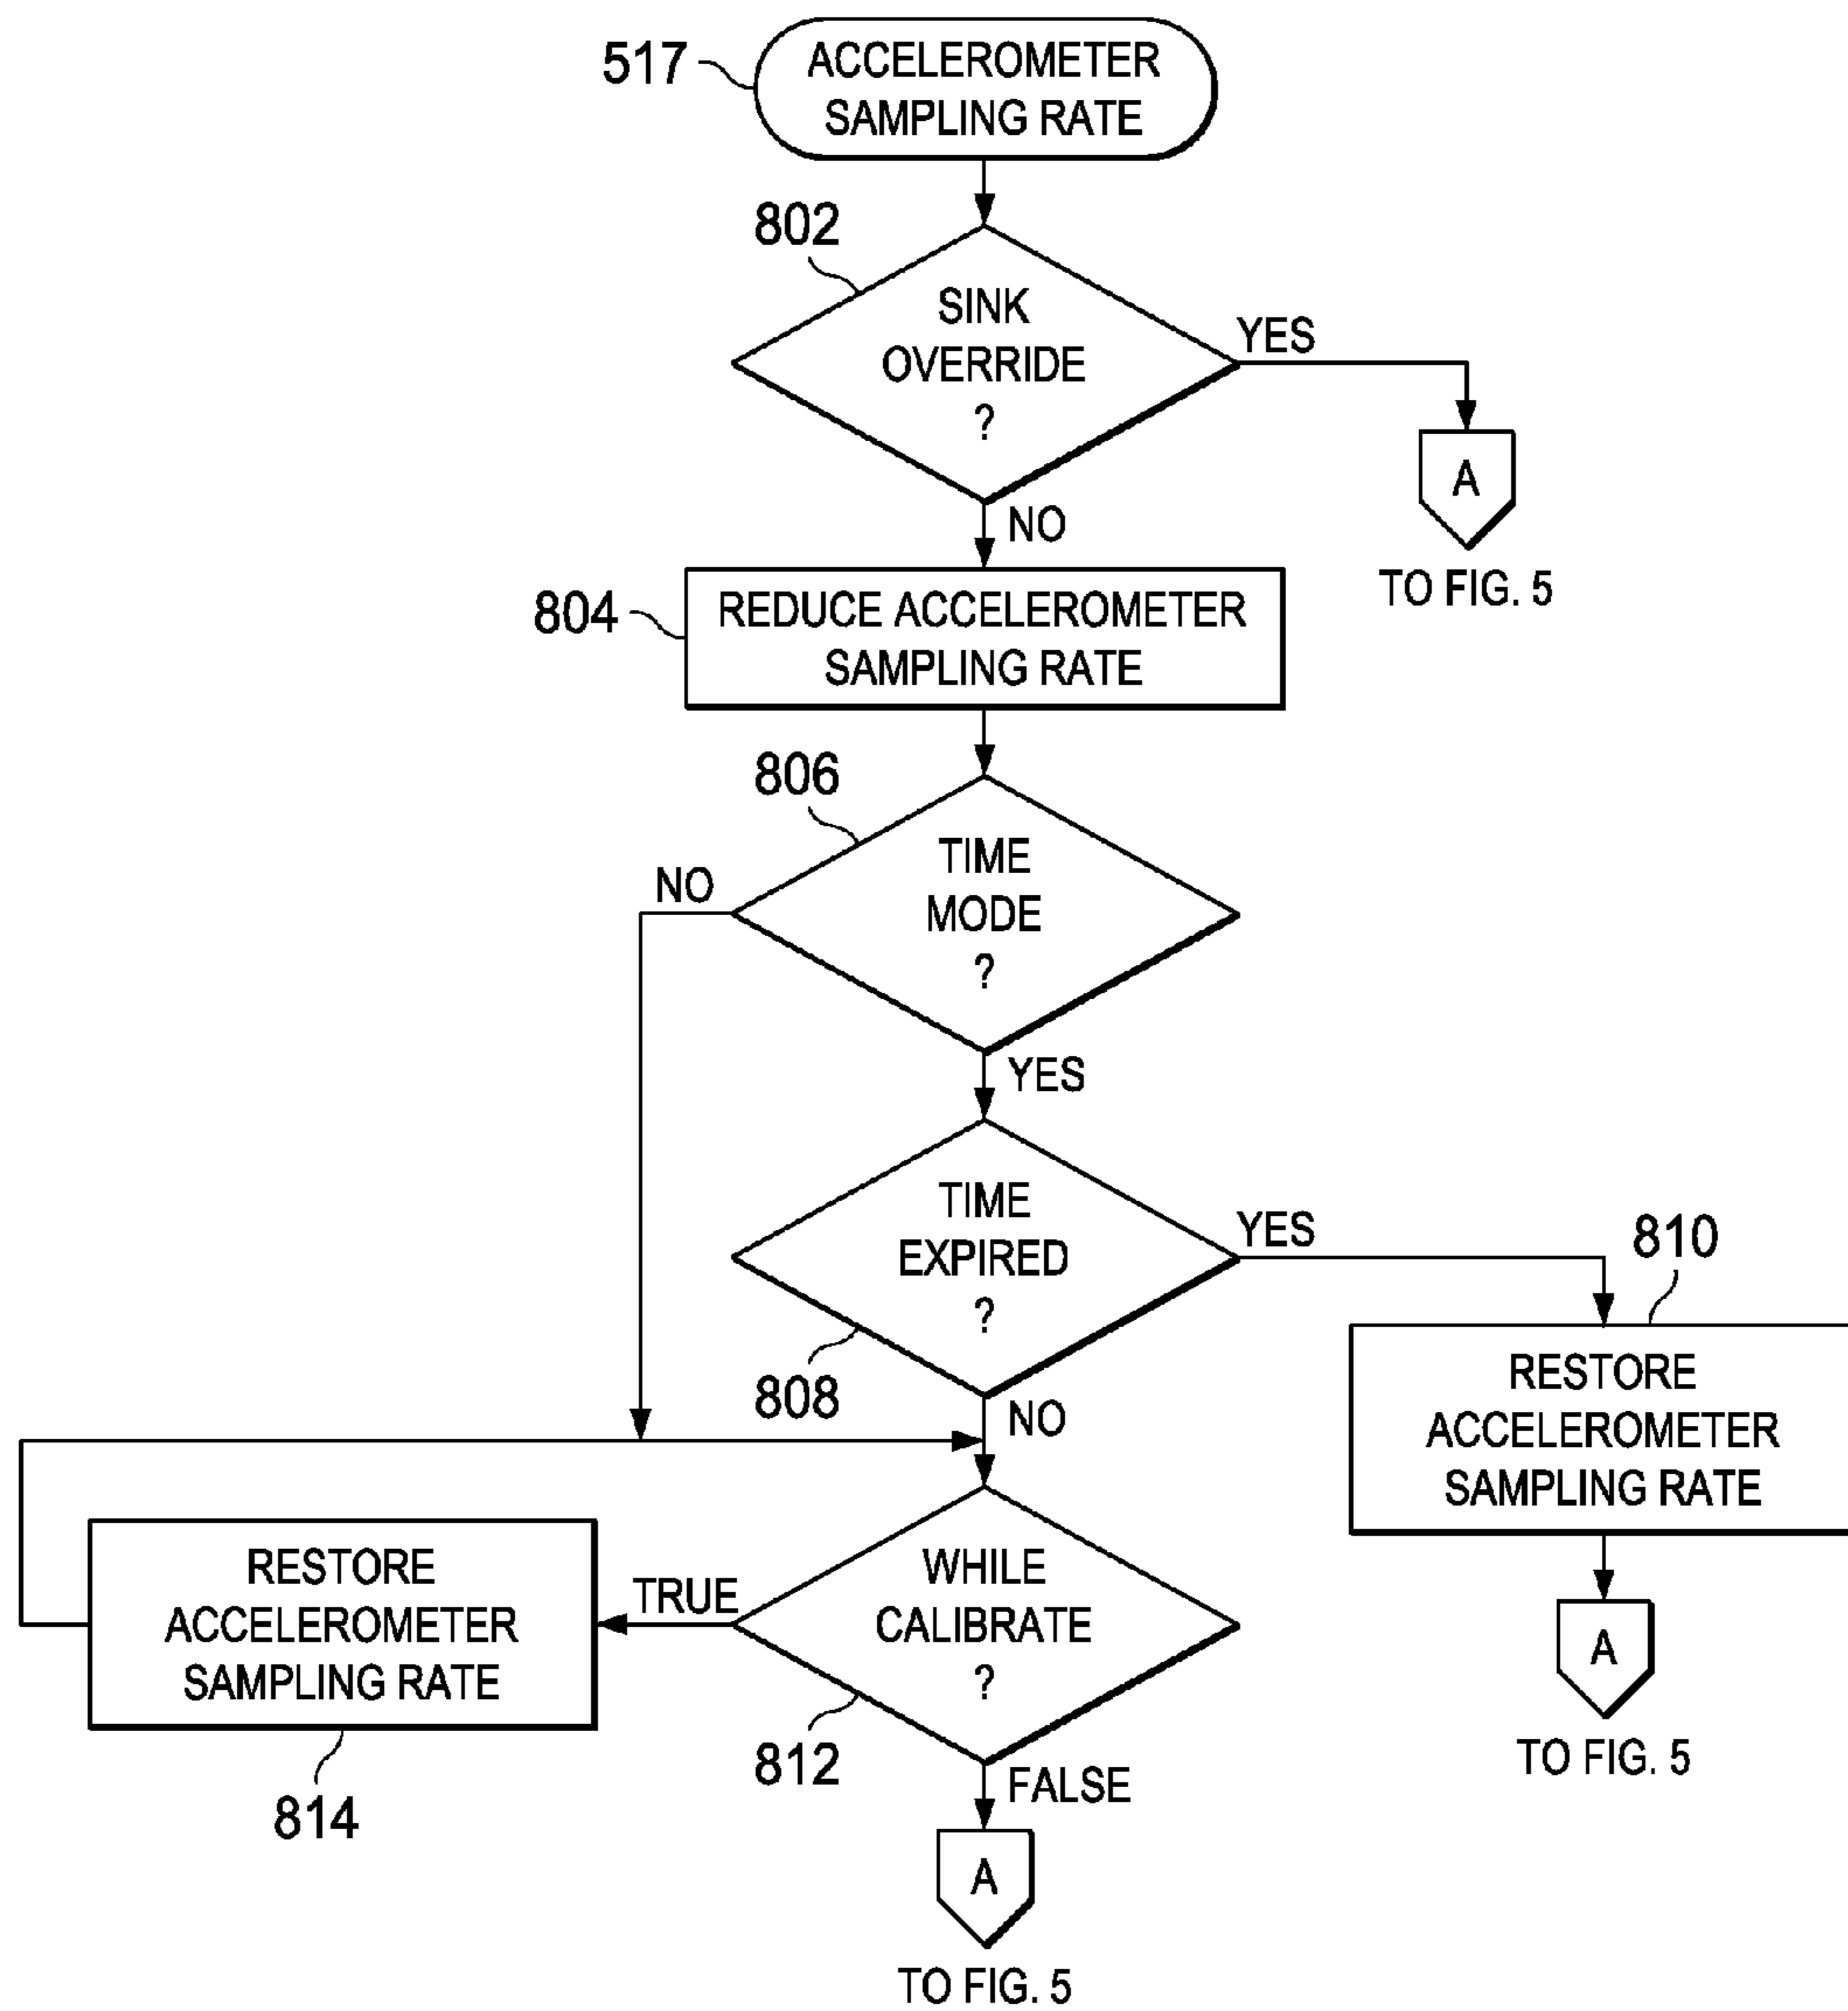 517
ACCELEROMETER
SAMPLING RATE
802
SINK
OVERRIDE
?
YES
A
TO FIG. 5
NO
804
REDUCE ACCELEROMETER
SAMPLING RATE
806
TIME
MODE
?
NO
YES
TIME
EXPIRED
?
808
YES
810
RESTORE
ACCELEROMETER
SAMPLING RATE
A
TO FIG. 5
NO
WHILE
CALIBRATE
?
812
TRUE
RESTORE
ACCELEROMETER
SAMPLING RATE
814
FALSE
A
TO FIG. 5